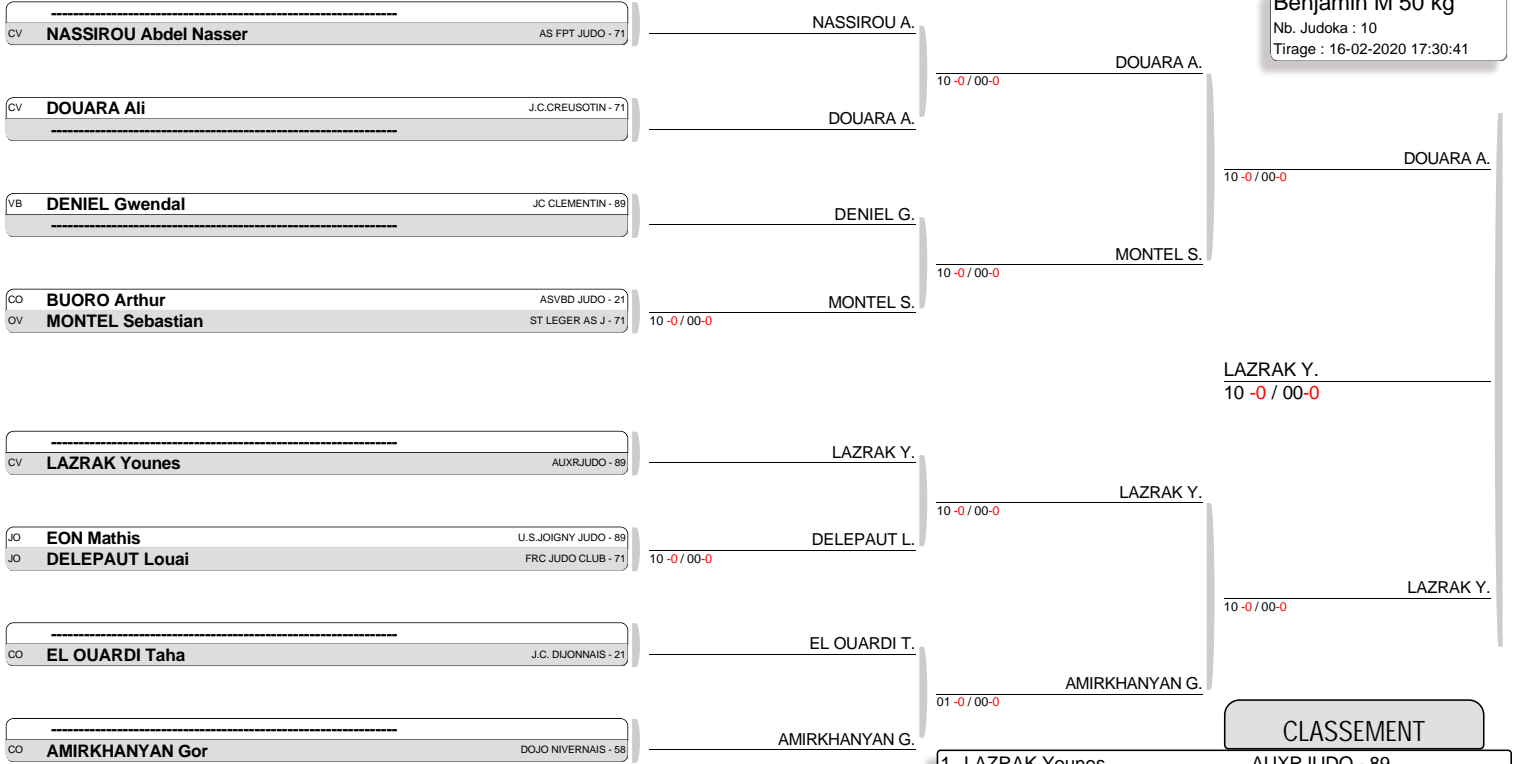 Benjamin M 50 kg
Nb. Judoka : 10
Tirage : 16-02-2020 17:30:41
----------------------------------------------------------------
CV NASSIROU Abdel Nasser AS FPT JUDO - 71
CV DOUARA Ali J.C.CREUSOTIN - 71
----------------------------------------------------------------
VB DENIEL Gwendal JC CLEMENTIN - 89
----------------------------------------------------------------
CO BUORO Arthur ASVBD JUDO - 21
OV MONTEL Sebastian ST LEGER AS J - 71
----------------------------------------------------------------
CV LAZRAK Younes AUXRJUDO - 89
JO EON Mathis U.S.JOIGNY JUDO - 89
JO DELEPAUT Louai FRC JUDO CLUB - 71
----------------------------------------------------------------
CO EL OUARDI Taha J.C. DIJONNAIS - 21
----------------------------------------------------------------
CO AMIRKHANYAN Gor DOJO NIVERNAIS - 58
NASSIROU A.
DOUARA A.
DENIEL G.
MONTEL S.
10 -0 / 00-0
LAZRAK Y.
DELEPAUT L.
10 -0 / 00-0
EL OUARDI T.
AMIRKHANYAN G.
DOUARA A.
10 -0 / 00-0
MONTEL S.
10 -0 / 00-0
LAZRAK Y.
10 -0 / 00-0
AMIRKHANYAN G.
01 -0 / 00-0
DOUARA A.
10 -0 / 00-0
LAZRAK Y.
10 -0 / 00-0
LAZRAK Y.
10 -0 / 00-0
CLASSEMENT
1 LAZRAK Younes AUXRJUDO - 89